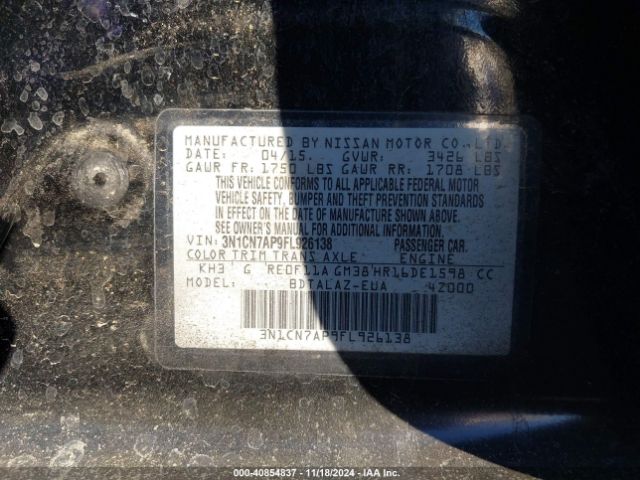 MANUFACTURED BY NISSAN MOTOR CO., LTD.
DATE: 04/15. GVWR: 3426 LBS
GAWR FR: 1750 LBS GAWR RR: 1708 LBS
THIS VEHICLE CONFORMS TO ALL APPLICABLE FEDERAL MOTOR
VEHICLE SAFETY, BUMPER, AND THEFT PREVENTION STANDARDS
IN EFFECT ON THE DATE OF MANUFACTURE SHOWN ABOVE.
SEE OWNER'S MANUAL FOR ADDITIONAL INFORMATION.
VIN: 3N1CN7AP9FL926138 PASSENGER CAR.
COLOR TRIM TRANS AXLE ENGINE
KH3 G RE0F11A GM38 HR16DE1598 CC
MODEL: BDTALAZ-EUA 42000
3N1CN7AP9FL926138
000-40854837 - 11/18/2024 - IAA Inc.